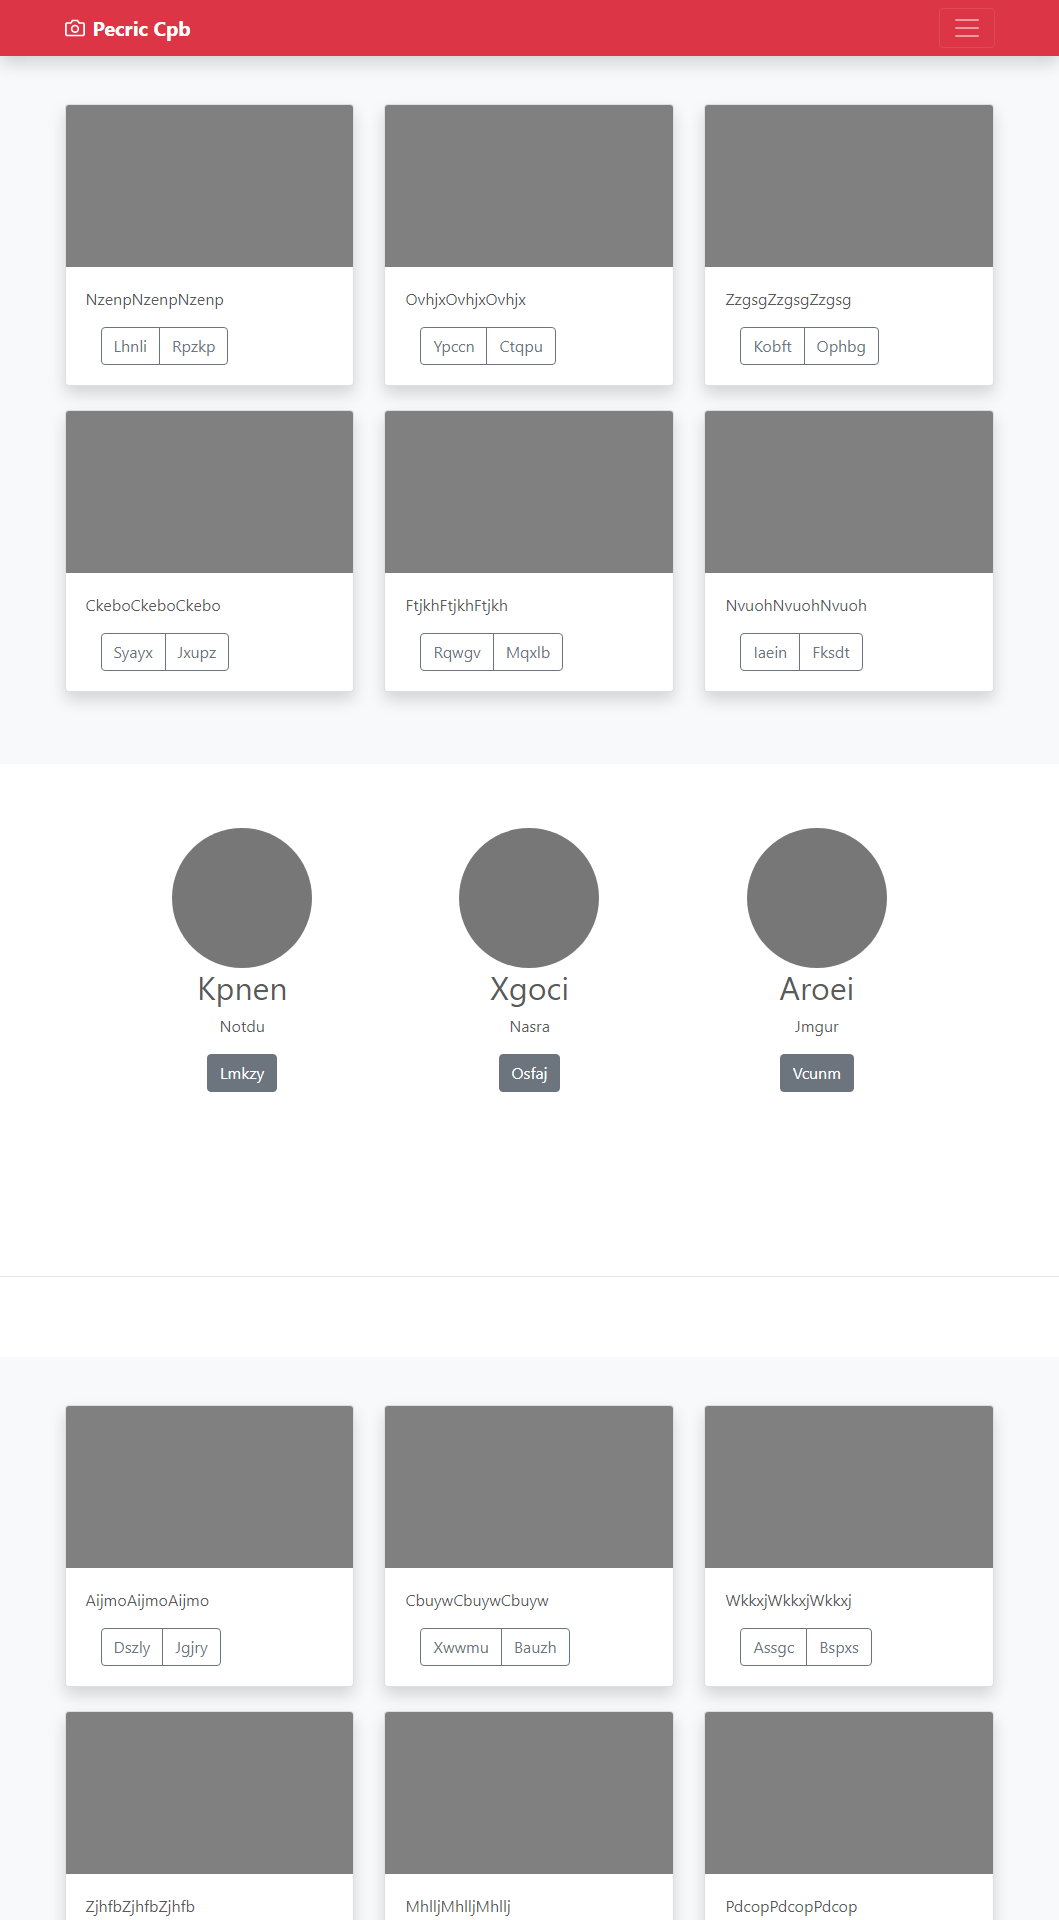 Pecric Cpb
NzenpNzenpNzenp
Lhnli Rpzkp
OvhjxOvhjxOvhjx
Ypccn Ctqpu
ZzgsgZzgsgZzgsg
Kobft Ophbg
CkeboCkeboCkebo
Syayx Jxupz
FtjkhFtjkhFtjkh
Rqwgv Mqxlb
NvuohNvuohNvuoh
Iaein Fksdt
Kpnen
Notdu
Lmkzy
Xgoci
Nasra
Osfaj
Aroei
Jmgur
Vcunm
AijmoAijmoAijmo
Dszly Jgjry
CbuywCbuywCbuyw
Xwwmu Bauzh
WkkxjWkkxjWkkxj
Assgc Bspxs
ZjhfbZjhfbZjhfb
MhlljMhlljMhllj
PdcopPdcopPdcop